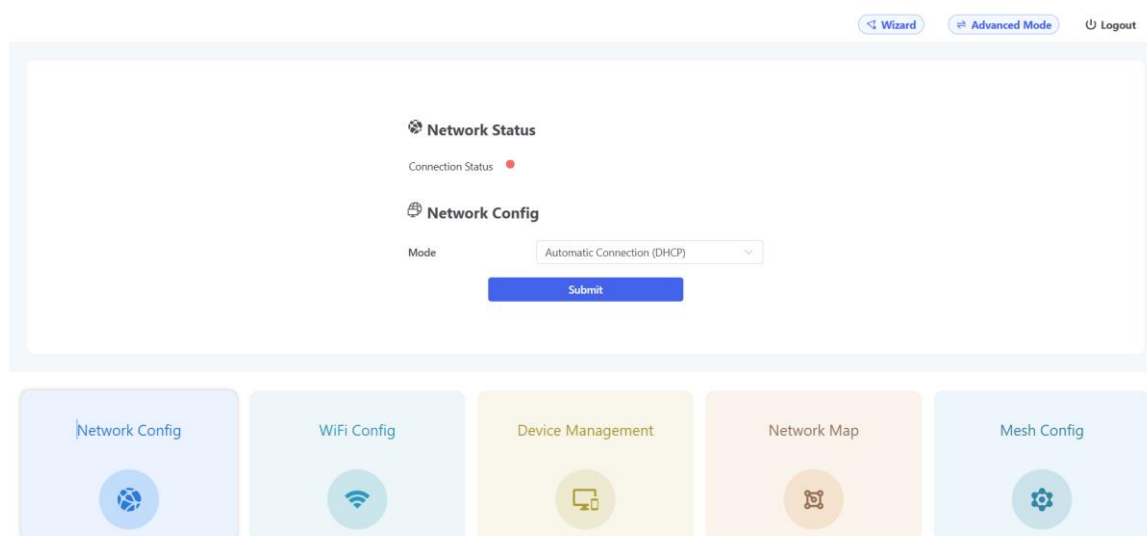 Wizard Advanced Mode Logout
Network Status
Connection Status
Network Config
Mode Automatic Connection (DHCP)
Submit
Network Config WiFi Config Device Management Network Map Mesh Config